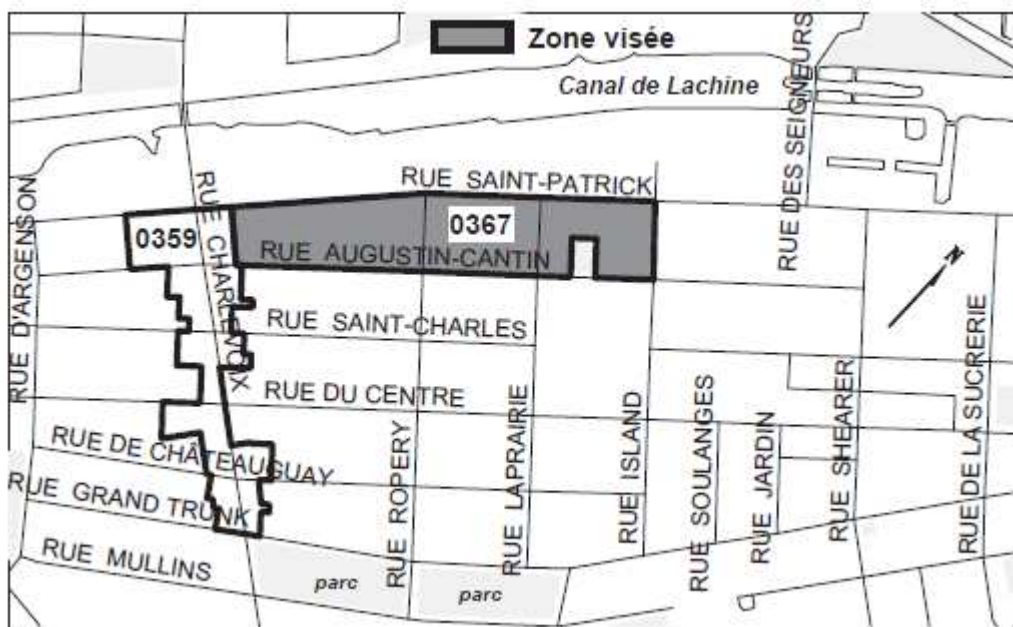 Zone visée
Canal de Lachine
RUE DES SEIGNEURS
RUE SAINT-PATRICK
RUE D'ARGENSON
RUE CHARLEVOIX
0359
0367
RUE AUGUSTIN-CANTIN
N
RUE SAINT-CHARLES
RUE DU CENTRE
RUE DE CHÂTEAUGUAY
RUE GRAND TRUNK
RUE MULLINS
RUE ROPERY
RUE LAPRAIRIE
RUE ISLAND
RUE SOULANGES
RUE JARDIN
RUE SHEARER
RUE DE LA SUCRERIE
parc
parc